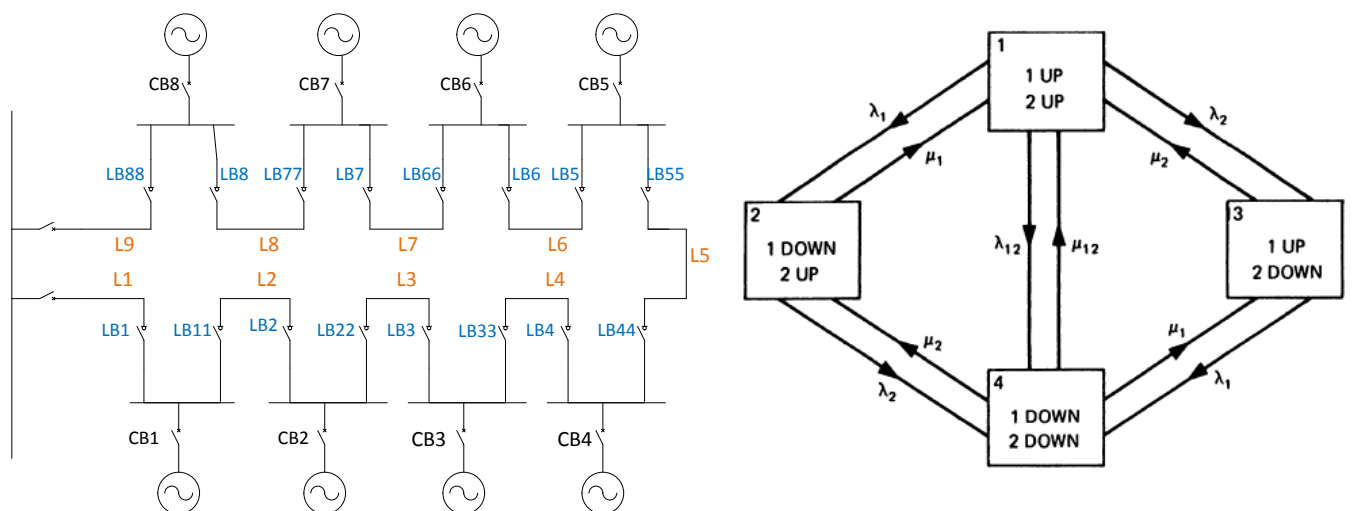 CB8 CB7 CB6 CB5
LB88 LB8 LB77 LB7 LB66 LB6 LB5 LB55
L9 L8 L7 L6 L5
L1 L2 L3 L4
LB1 LB11 LB2 LB22 LB3 LB33 LB4 LB44
CB1 CB2 CB3 CB4
1
1 UP
2 UP
λ₁
μ₁
λ₂
μ₂
2
1 DOWN
2 UP
λ₁₂
μ₁₂
3
1 UP
2 DOWN
μ₂
λ₂
μ₁
λ₁
4
1 DOWN
2 DOWN